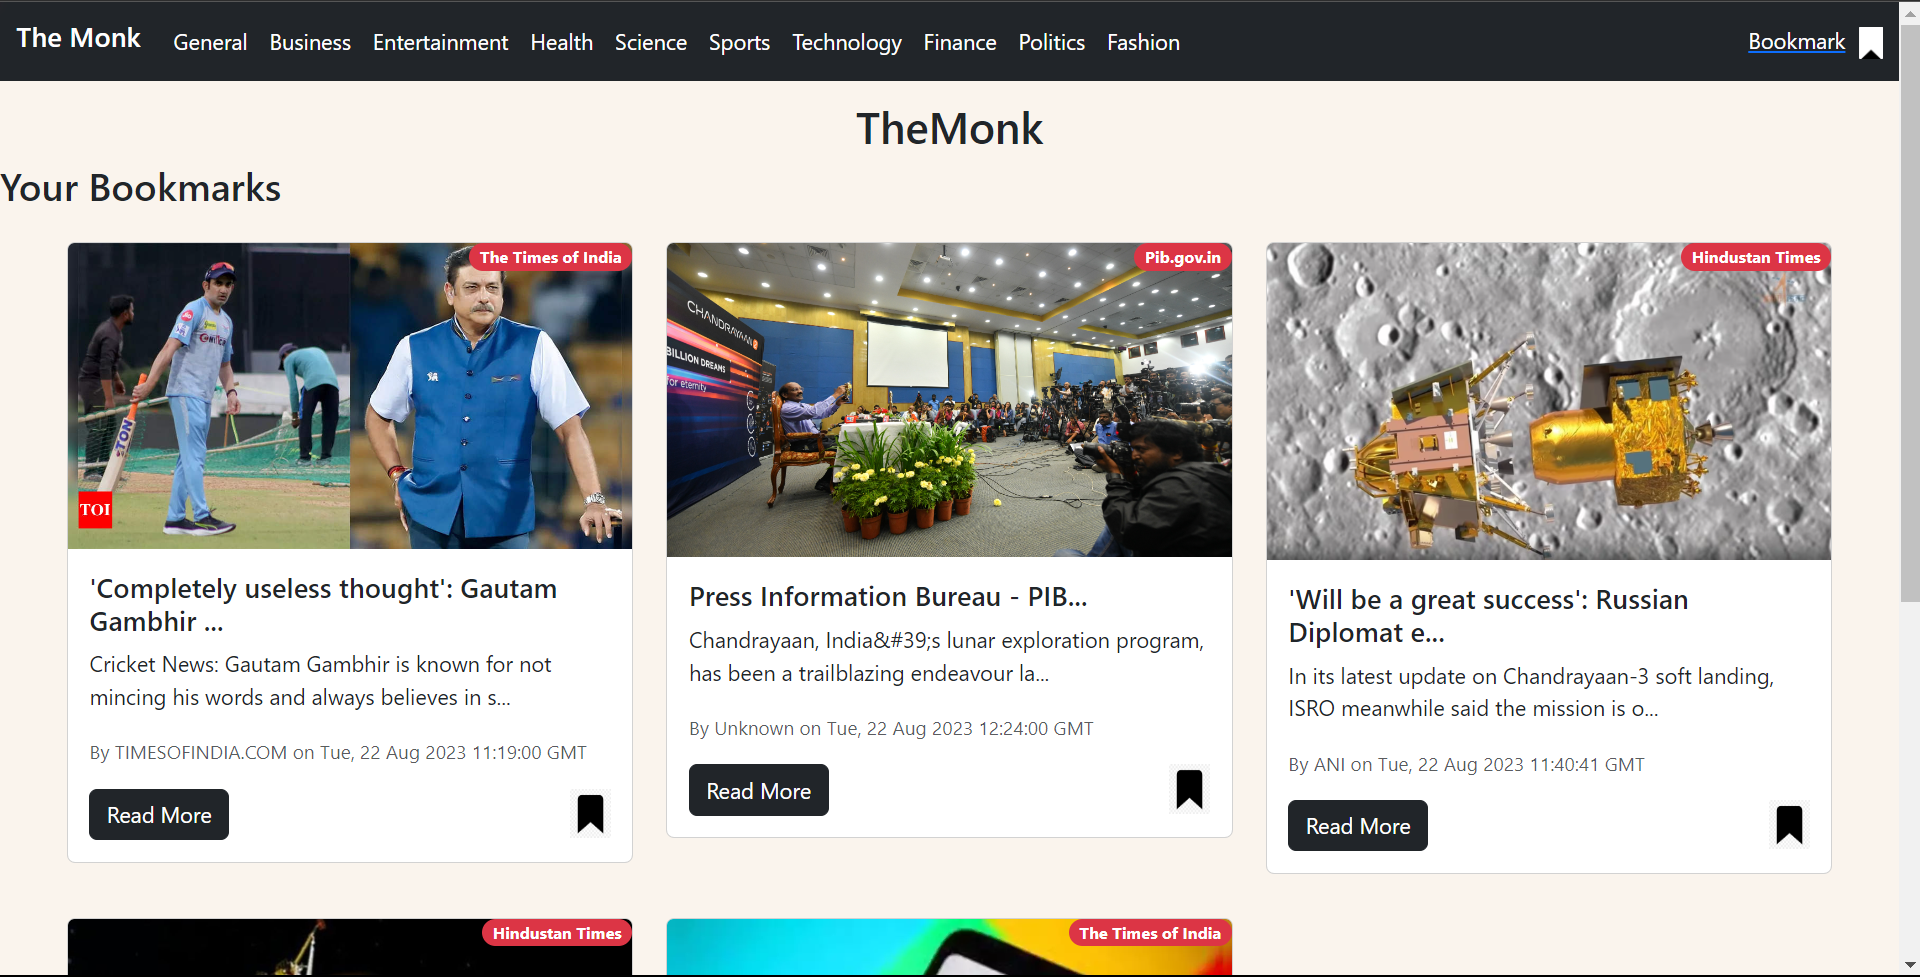 The Monk General Business Entertainment Health Science Sports Technology Finance Politics Fashion Bookmark
TheMonk
Your Bookmarks
The Times of India
TOI
'Completely useless thought': Gautam
Gambhir ...
Cricket News: Gautam Gambhir is known for not
mincing his words and always believes in s...
By TIMESOFINDIA.COM on Tue, 22 Aug 2023 11:19:00 GMT
Read More
Pib.gov.in
CHANDRAYAAN
BILLION DREAMS
for eternity
Press Information Bureau - PIB...
Chandrayaan, India&#39;s lunar exploration program,
has been a trailblazing endeavour la...
By Unknown on Tue, 22 Aug 2023 12:24:00 GMT
Read More
Hindustan Times
'Will be a great success': Russian
Diplomat e...
In its latest update on Chandrayaan-3 soft landing,
ISRO meanwhile said the mission is o...
By ANI on Tue, 22 Aug 2023 11:40:41 GMT
Read More
Hindustan Times
The Times of India